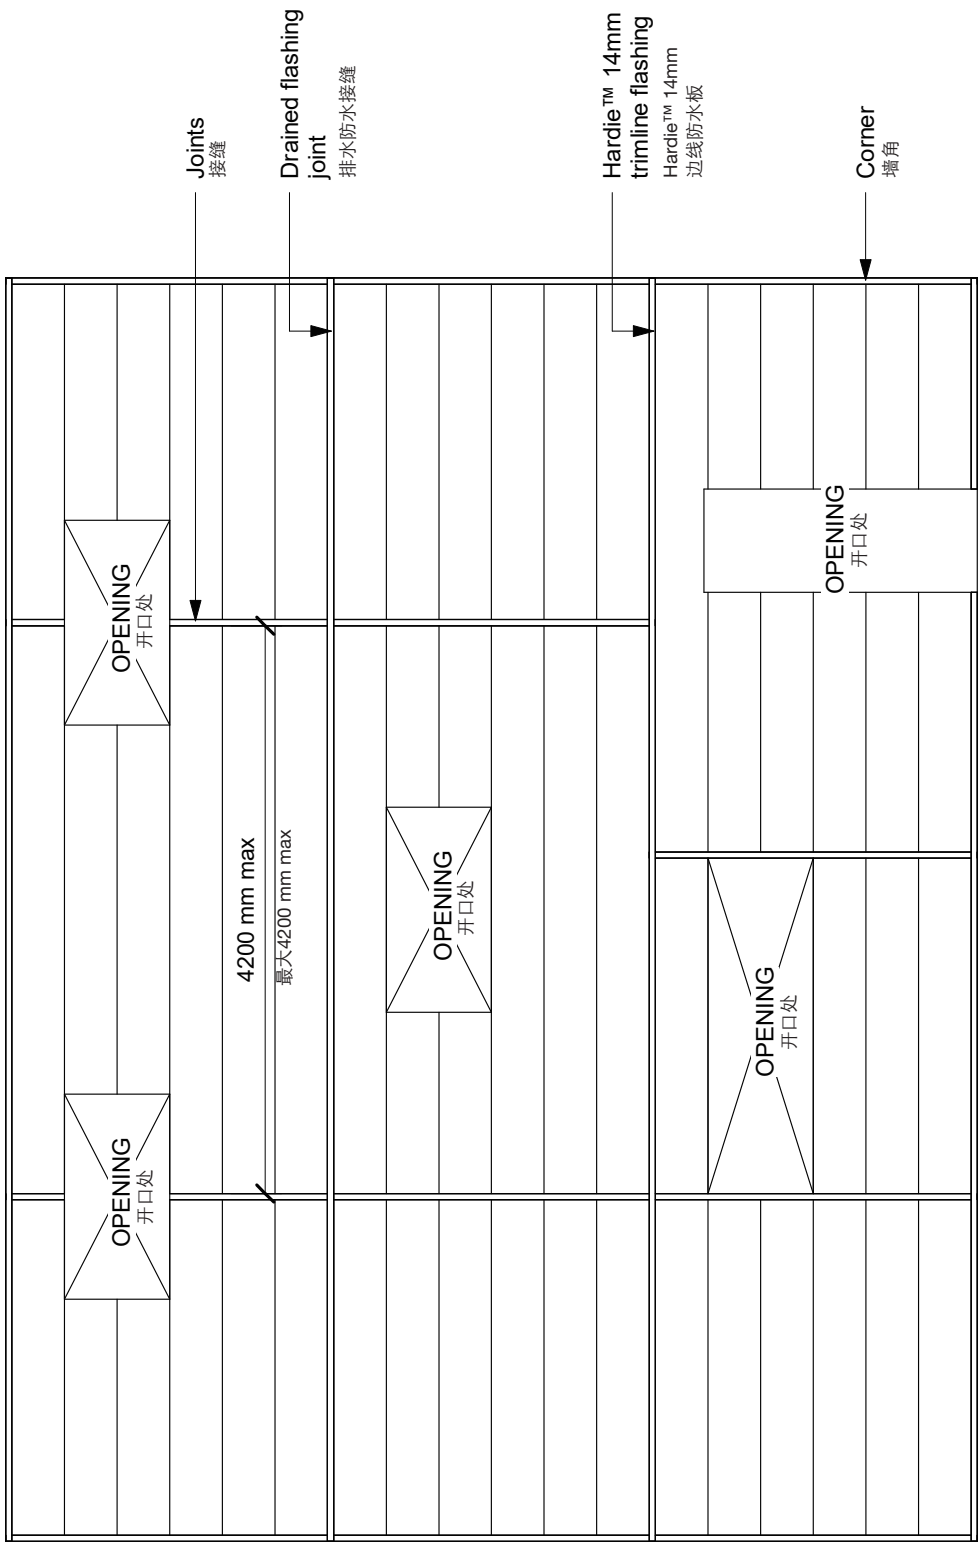 OPENING
开口处
OPENING
开口处
Joints
接缝
4200 mm max
最大4200 mm max
Drained flashing
joint
排水防水接缝
OPENING
开口处
Hardie™ 14mm
trimline flashing
Hardie™ 14mm
边线防水板
OPENING
开口处
OPENING
开口处
Corner
墙角